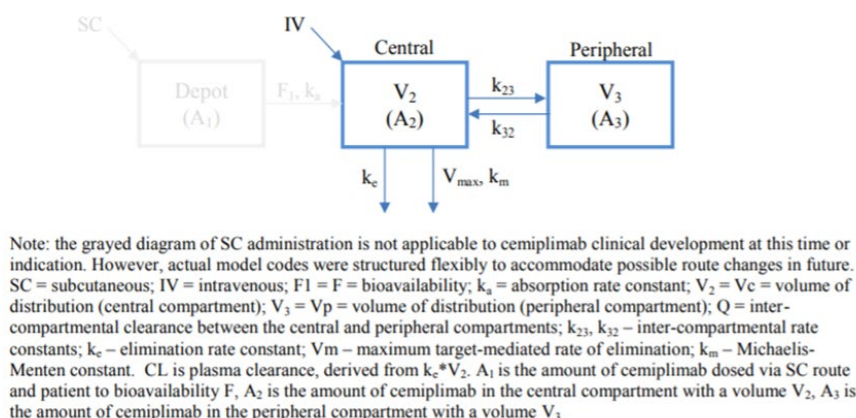 SC
IV
Central
Peripheral
Depot
(A₁)
F₁, kₐ
V₂
(A₂)
k₂₃
k₃₂
V₃
(A₃)
kₑ
Vₘₐₓ, kₘ
Note: the grayed diagram of SC administration is not applicable to cemiplimab clinical development at this time or
indication. However, actual model codes were structured flexibly to accommodate possible route changes in future.
SC = subcutaneous; IV = intravenous; F1 = F = bioavailability; kₐ = absorption rate constant; V₂ = Vc = volume of
distribution (central compartment); V₃ = Vp = volume of distribution (peripheral compartment); Q = inter-
compartmental clearance between the central and peripheral compartments; k₂₃, k₃₂ – inter-compartmental rate
constants; kₑ – elimination rate constant; Vm – maximum target-mediated rate of elimination; kₘ – Michaelis-
Menten constant. CL is plasma clearance, derived from kₑ*V₂. A₁ is the amount of cemiplimab dosed via SC route
and patient to bioavailability F, A₂ is the amount of cemiplimab in the central compartment with a volume V₂, A₃ is
the amount of cemiplimab in the peripheral compartment with a volume V₃